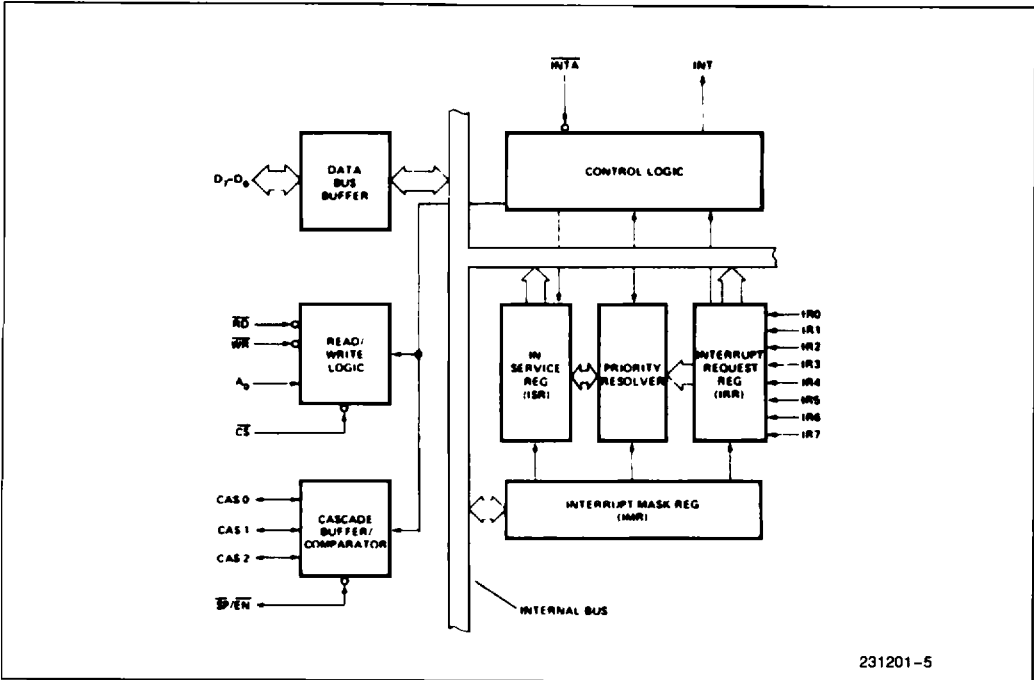 INTA
INT
DATA
BUS
BUFFER
D7-D0
CONTROL LOGIC
RD
WR
A0
CS
READ/
WRITE
LOGIC
IN
SERVICE
REG
(ISR)
PRIORITY
RESOLVER
INTERRUPT
REQUEST
REG
(IRR)
IR0
IR1
IR2
IR3
IR4
IR5
IR6
IR7
CAS 0
CAS 1
CAS 2
SP/EN
CASCADE
BUFFER/
COMPARATOR
INTERRUPT MASK REG
(IMR)
INTERNAL BUS
231201-5